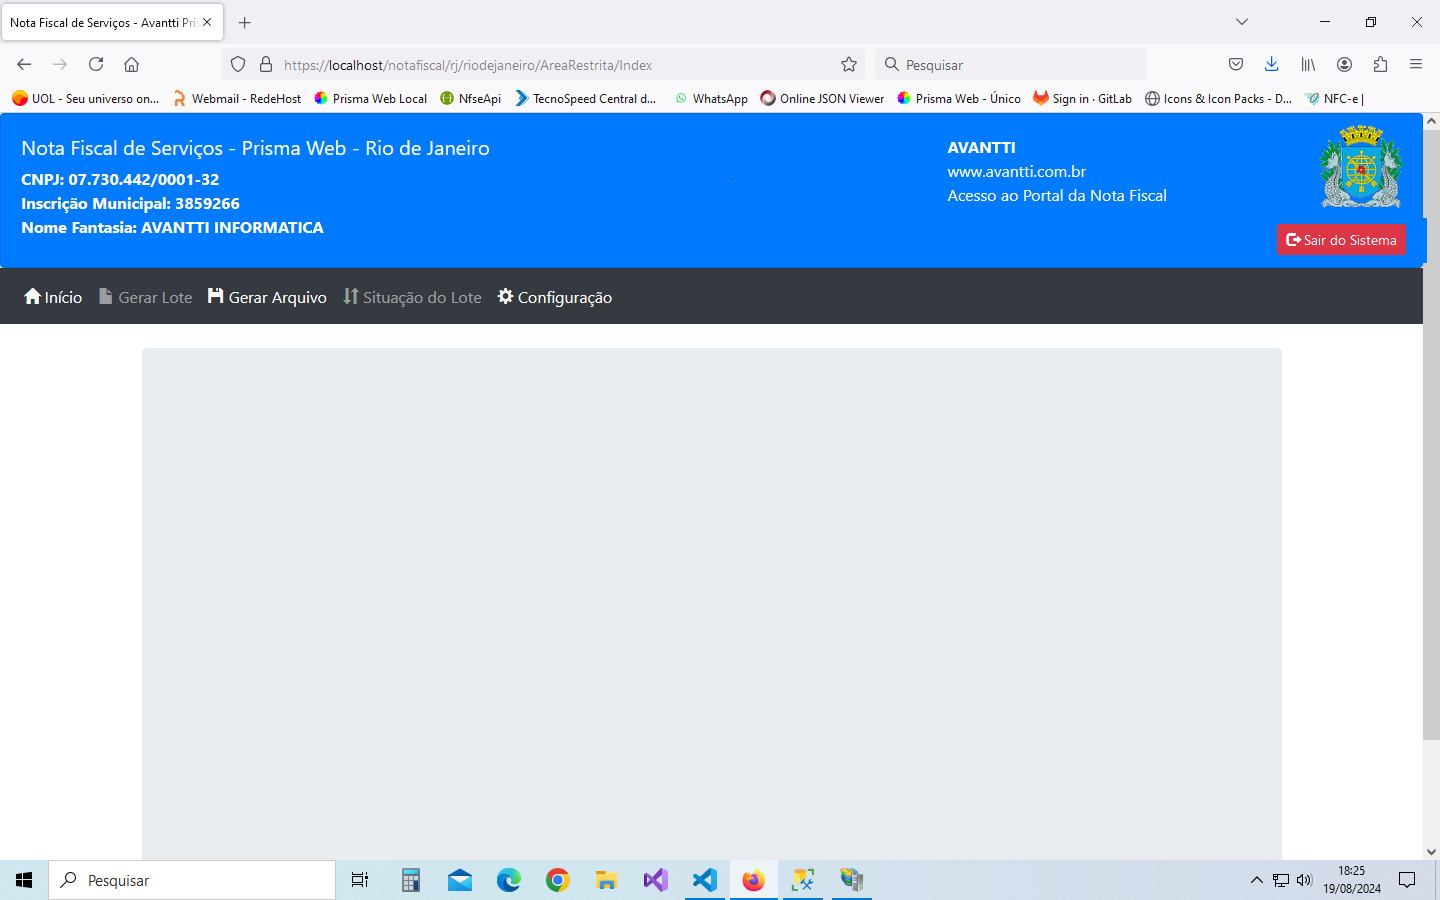 Nota Fiscal de Serviços - Avantti Pris
https://localhost/notafiscal/rj/riodejaneiro/AreaRestrita/Index
Pesquisar
UOL - Seu universo on...
Webmail - RedeHost
Prisma Web Local
NfseApi
TecnoSpeed Central d...
WhatsApp
Online JSON Viewer
Prisma Web - Único
Sign in · GitLab
Icons & Icon Packs - D...
NFC-e |
Nota Fiscal de Serviços - Prisma Web - Rio de Janeiro
CNPJ: 07.730.442/0001-32
Inscrição Municipal: 3859266
Nome Fantasia: AVANTTI INFORMATICA
AVANTTI
www.avantti.com.br
Acesso ao Portal da Nota Fiscal
Sair do Sistema
Início
Gerar Lote
Gerar Arquivo
Situação do Lote
Configuração
Pesquisar
18:25
19/08/2024